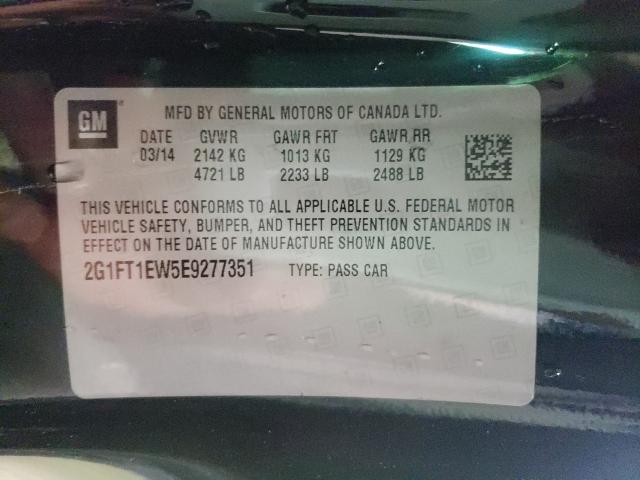 GM MFD BY GENERAL MOTORS OF CANADA LTD.
DATE GVWR GAWR FRT GAWR RR
03/14 2142 KG 1013 KG 1129 KG
4721 LB 2233 LB 2488 LB
THIS VEHICLE CONFORMS TO ALL APPLICABLE U.S. FEDERAL MOTOR
VEHICLE SAFETY, BUMPER, AND THEFT PREVENTION STANDARDS IN
EFFECT ON THE DATE OF MANUFACTURE SHOWN ABOVE.
2G1FT1EW5E9277351 TYPE: PASS CAR